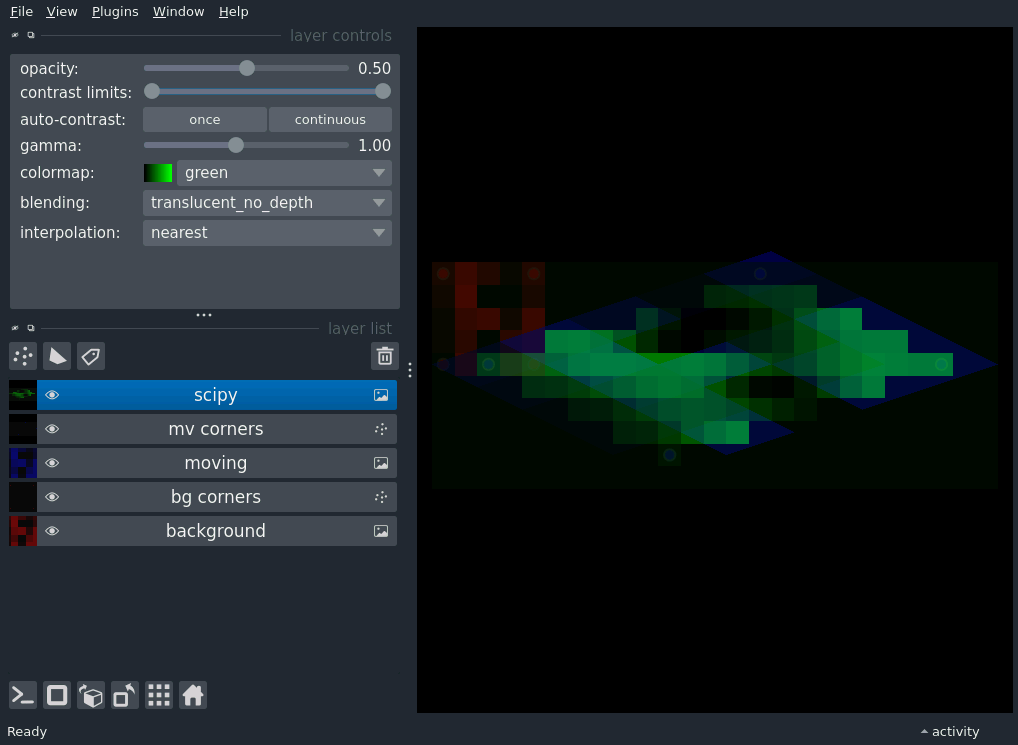 File View Plugins Window Help
layer controls
opacity: 0.50
contrast limits:
auto-contrast: once continuous
gamma: 1.00
colormap: green
blending: translucent_no_depth
interpolation: nearest
layer list
scipy
mv corners
moving
bg corners
background
Ready activity